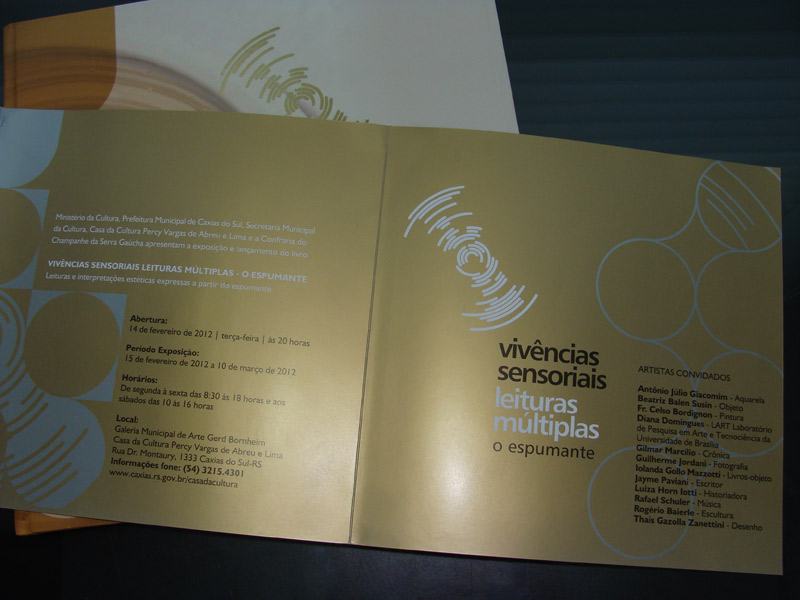 Ministério da Cultura, Prefeitura Municipal de Caxias do Sul, Secretaria Municipal
da Cultura, Casa da Cultura Percy Vargas de Abreu e Lima e a Confraria do
Champanhe da Serra Gaúcha apresentam a exposição e lançamento do livro
VIVÊNCIAS SENSORIAIS LEITURAS MÚLTIPLAS - O ESPUMANTE
Leituras e interpretações estéticas expressas a partir do espumante
Abertura:
14 de fevereiro de 2012 | terça-feira | às 20 horas
Período Exposição:
15 de fevereiro de 2012 a 10 de março de 2012
Horários:
De segunda à sexta das 8:30 às 18 horas e aos
sábados das 10 às 16 horas
Local:
Galeria Municipal de Arte Gerd Bornheim
Casa da Cultura Percy Vargas de Abreu e Lima
Rua Dr. Montaury, 1333 Caxias do Sul-RS
Informações fone: (54) 3215.4301
www.caxias.rs.gov.br/casadacultura
vivências
sensoriais
leituras
múltiplas
o espumante
ARTISTAS CONVIDADOS
Antônio Júlio Giacomim - Aquarela
Beatriz Balen Susin - Objeto
Fr. Celso Bordignon - Pintura
Diana Domingues - LART Laboratório
de Pesquisa em Arte e Tecnociência da
Universidade de Brasília
Gilmar Marcílio - Crônica
Guilherme Jordani - Fotografia
Iolanda Gollo Mazzotti - Livros-objeto
Jayme Paviani - Escritor
Luiza Horn Iotti - Historiadora
Rafael Schuler - Música
Rogério Baierle - Escultura
Thaís Gazolla Zanettini - Desenho